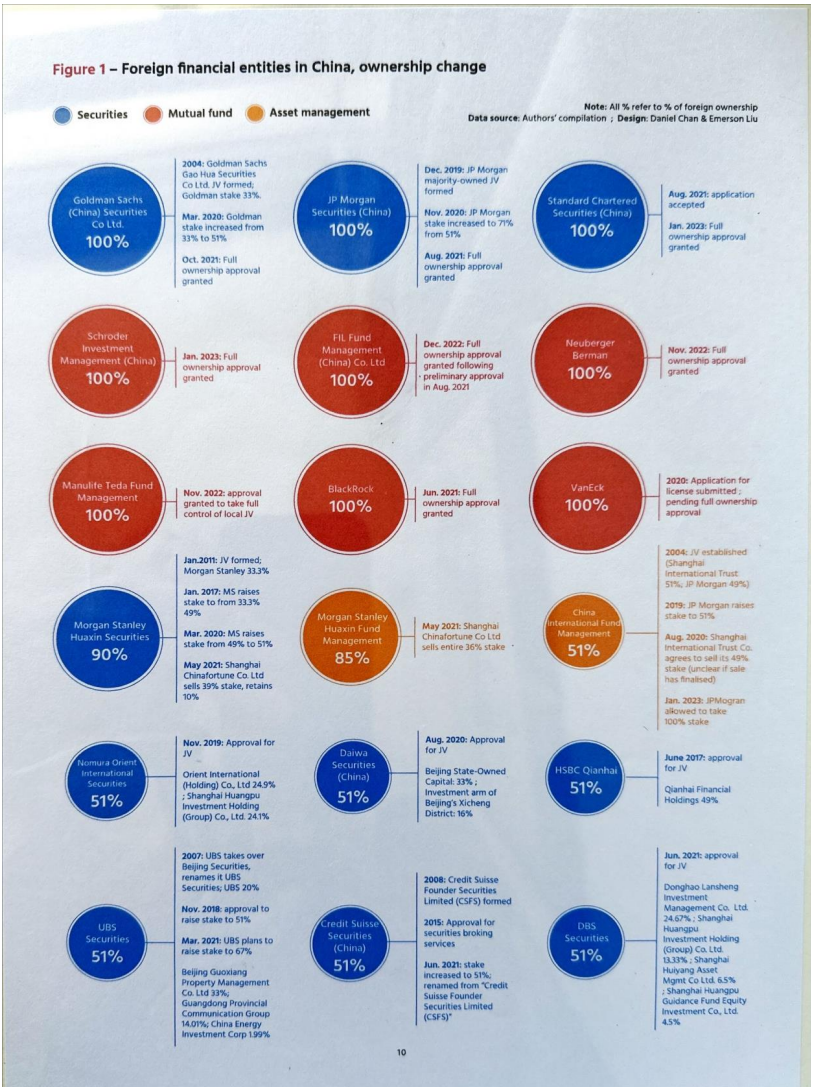 Figure 1 – Foreign financial entities in China, ownership change
Securities
Mutual fund
Asset management
Note: All % refer to % of foreign ownership
Data source: Authors' compilation ; Design: Daniel Chan & Emerson Liu
Goldman Sachs
(China) Securities
Co Ltd.
100%
2004: Goldman Sachs
Gao Hua Securities
Co Ltd. JV formed;
Goldman stake 33%.
Mar. 2020: Goldman
stake increased from
33% to 51%
Oct. 2021: Full
ownership approval
granted
JP Morgan
Securities (China)
100%
Dec. 2019: JP Morgan
majority-owned JV
formed
Nov. 2020: JP Morgan
stake increased to 71%
from 51%
Aug. 2021: Full
ownership approval
granted
Standard Chartered
Securities (China)
100%
Aug. 2021: application
accepted
Jan. 2023: Full
ownership approval
granted
Schroder
Investment
Management (China)
100%
Jan. 2023: Full
ownership approval
granted
FIL Fund
Management
(China) Co. Ltd
100%
Dec. 2022: Full
ownership approval
granted following
preliminary approval
in Aug. 2021
Neuberger
Berman
100%
Nov. 2022: Full
ownership approval
granted
Manulife Teda Fund
Management
100%
Nov. 2022: approval
granted to take full
control of local JV
BlackRock
100%
Jun. 2021: Full
ownership approval
granted
VanEck
100%
2020: Application for
license submitted ;
pending full ownership
approval
Morgan Stanley
Huaxin Securities
90%
Jan.2011: JV formed;
Morgan Stanley 33.3%
Jan. 2017: MS raises
stake to from 33.3%
49%
Mar. 2020: MS raises
stake from 49% to 51%
May 2021: Shanghai
Chinafortune Co. Ltd
sells 39% stake, retains
10%
Morgan Stanley
Huaxin Fund
Management
85%
May 2021: Shanghai
Chinafortune Co Ltd
sells entire 36% stake
China
International Fund
Management
51%
2004: JV established
(Shanghai
International Trust
51%; JP Morgan 49%)
2019: JP Morgan raises
stake to 51%
Aug. 2020: Shanghai
International Trust Co.
agrees to sell its 49%
stake (unclear if sale
has finalised)
Jan. 2023: JPMogran
allowed to take
100% stake
Nomura Orient
International
Securities
51%
Nov. 2019: Approval for
JV
Orient International
(Holding) Co., Ltd 24.9%
; Shanghai Huangpu
Investment Holding
(Group) Co., Ltd. 24.1%
Daiwa
Securities
(China)
51%
Aug. 2020: Approval
for JV
Beijing State-Owned
Capital: 33% ;
Investment arm of
Beijing's Xicheng
District: 16%
HSBC Qianhai
51%
June 2017: approval
for JV
Qianhai Financial
Holdings 49%
UBS
Securities
51%
2007: UBS takes over
Beijing Securities,
renames it UBS
Securities; UBS 20%
Nov. 2018: approval to
raise stake to 51%
Mar. 2021: UBS plans to
raise stake to 67%
Beijing Guoxiang
Property Management
Co. Ltd 33%;
Guangdong Provincial
Communication Group
14.01%; China Energy
Investment Corp 1.99%
Credit Suisse
Securities
(China)
51%
2008: Credit Suisse
Founder Securities
Limited (CSFS) formed
2015: Approval for
securities broking
services
Jun. 2021: stake
increased to 51%;
renamed from "Credit
Suisse Founder
Securities Limited
(CSFS)"
DBS
Securities
51%
Jun. 2021: approval
for JV
Donghao Lansheng
Investment
Management Co. Ltd.
24.67% ; Shanghai
Huangpu
Investment Holding
(Group) Co. Ltd.
13.33% ; Shanghai
Huiyang Asset
Mgmt Co Ltd. 6.5%
; Shanghai Huangpu
Guidance Fund Equity
Investment Co., Ltd.
4.5%
10